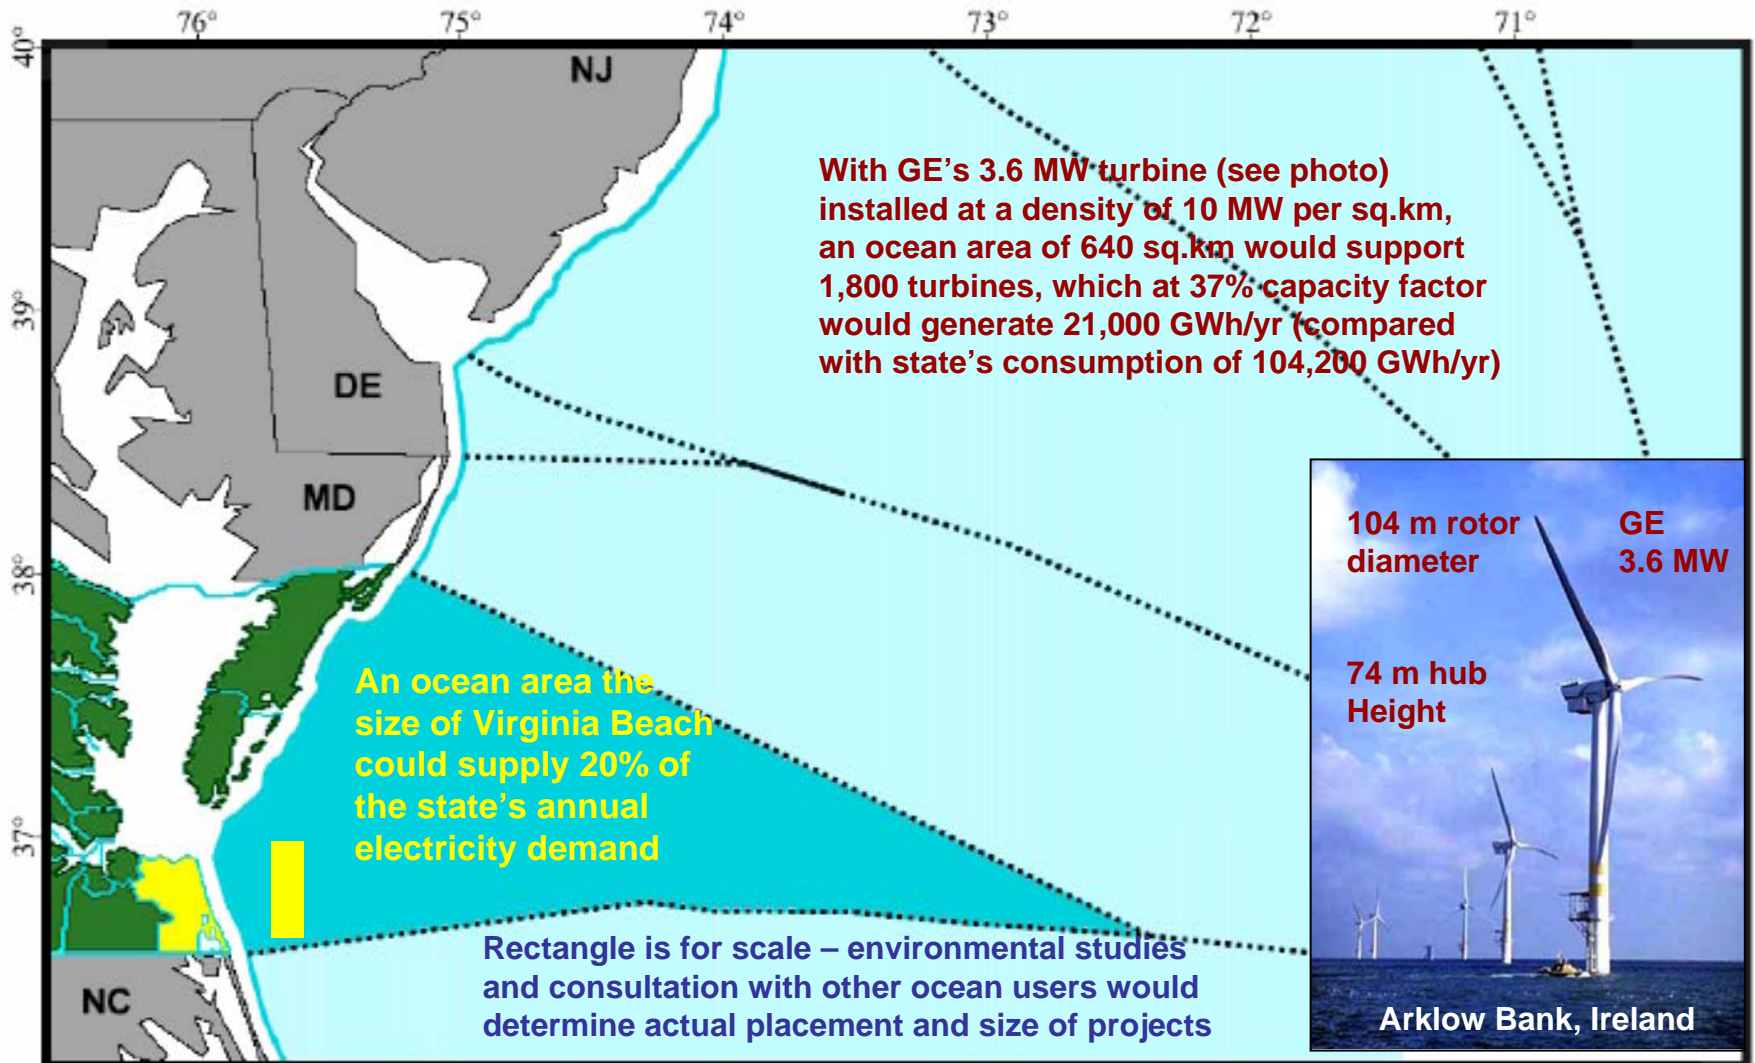 76°
75°
74°
73°
72°
71°
40°
39°
38°
37°
NJ
DE
MD
NC
With GE’s 3.6 MW turbine (see photo)
installed at a density of 10 MW per sq.km,
an ocean area of 640 sq.km would support
1,800 turbines, which at 37% capacity factor
would generate 21,000 GWh/yr (compared
with state’s consumption of 104,200 GWh/yr)
104 m rotor
diameter
GE
3.6 MW
74 m hub
Height
An ocean area the
size of Virginia Beach
could supply 20% of
the state’s annual
electricity demand
Rectangle is for scale – environmental studies
and consultation with other ocean users would
determine actual placement and size of projects
Arklow Bank, Ireland